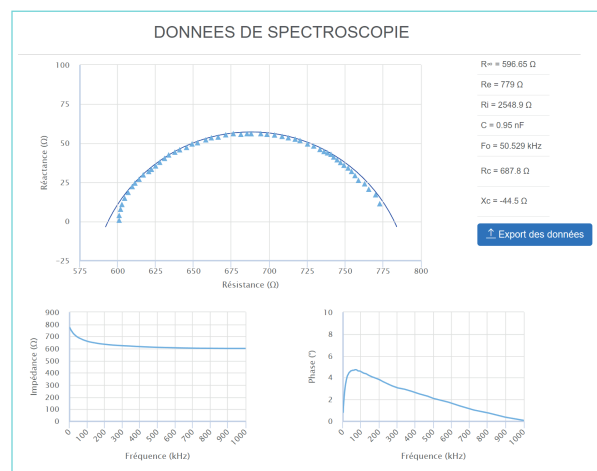 DONNEES DE SPECTROSCOPIE
100
75
50
25
0
-25
Réactance (Ω)
575 600 625 650 675 700 725 750 775 800
Résistance (Ω)
R∞ = 596.65 Ω
Re = 779 Ω
Ri = 2548.9 Ω
C = 0.95 nF
Fo = 50.529 kHz
Rc = 687.8 Ω
Xc = -44.5 Ω
Export des données
900
800
700
600
500
400
300
200
100
0
Impédance (Ω)
0 100 200 300 400 500 600 700 800 900 1000
Fréquence (kHz)
10
8
6
4
2
0
Phase (°)
0 100 200 300 400 500 600 700 800 900 1000
Fréquence (kHz)